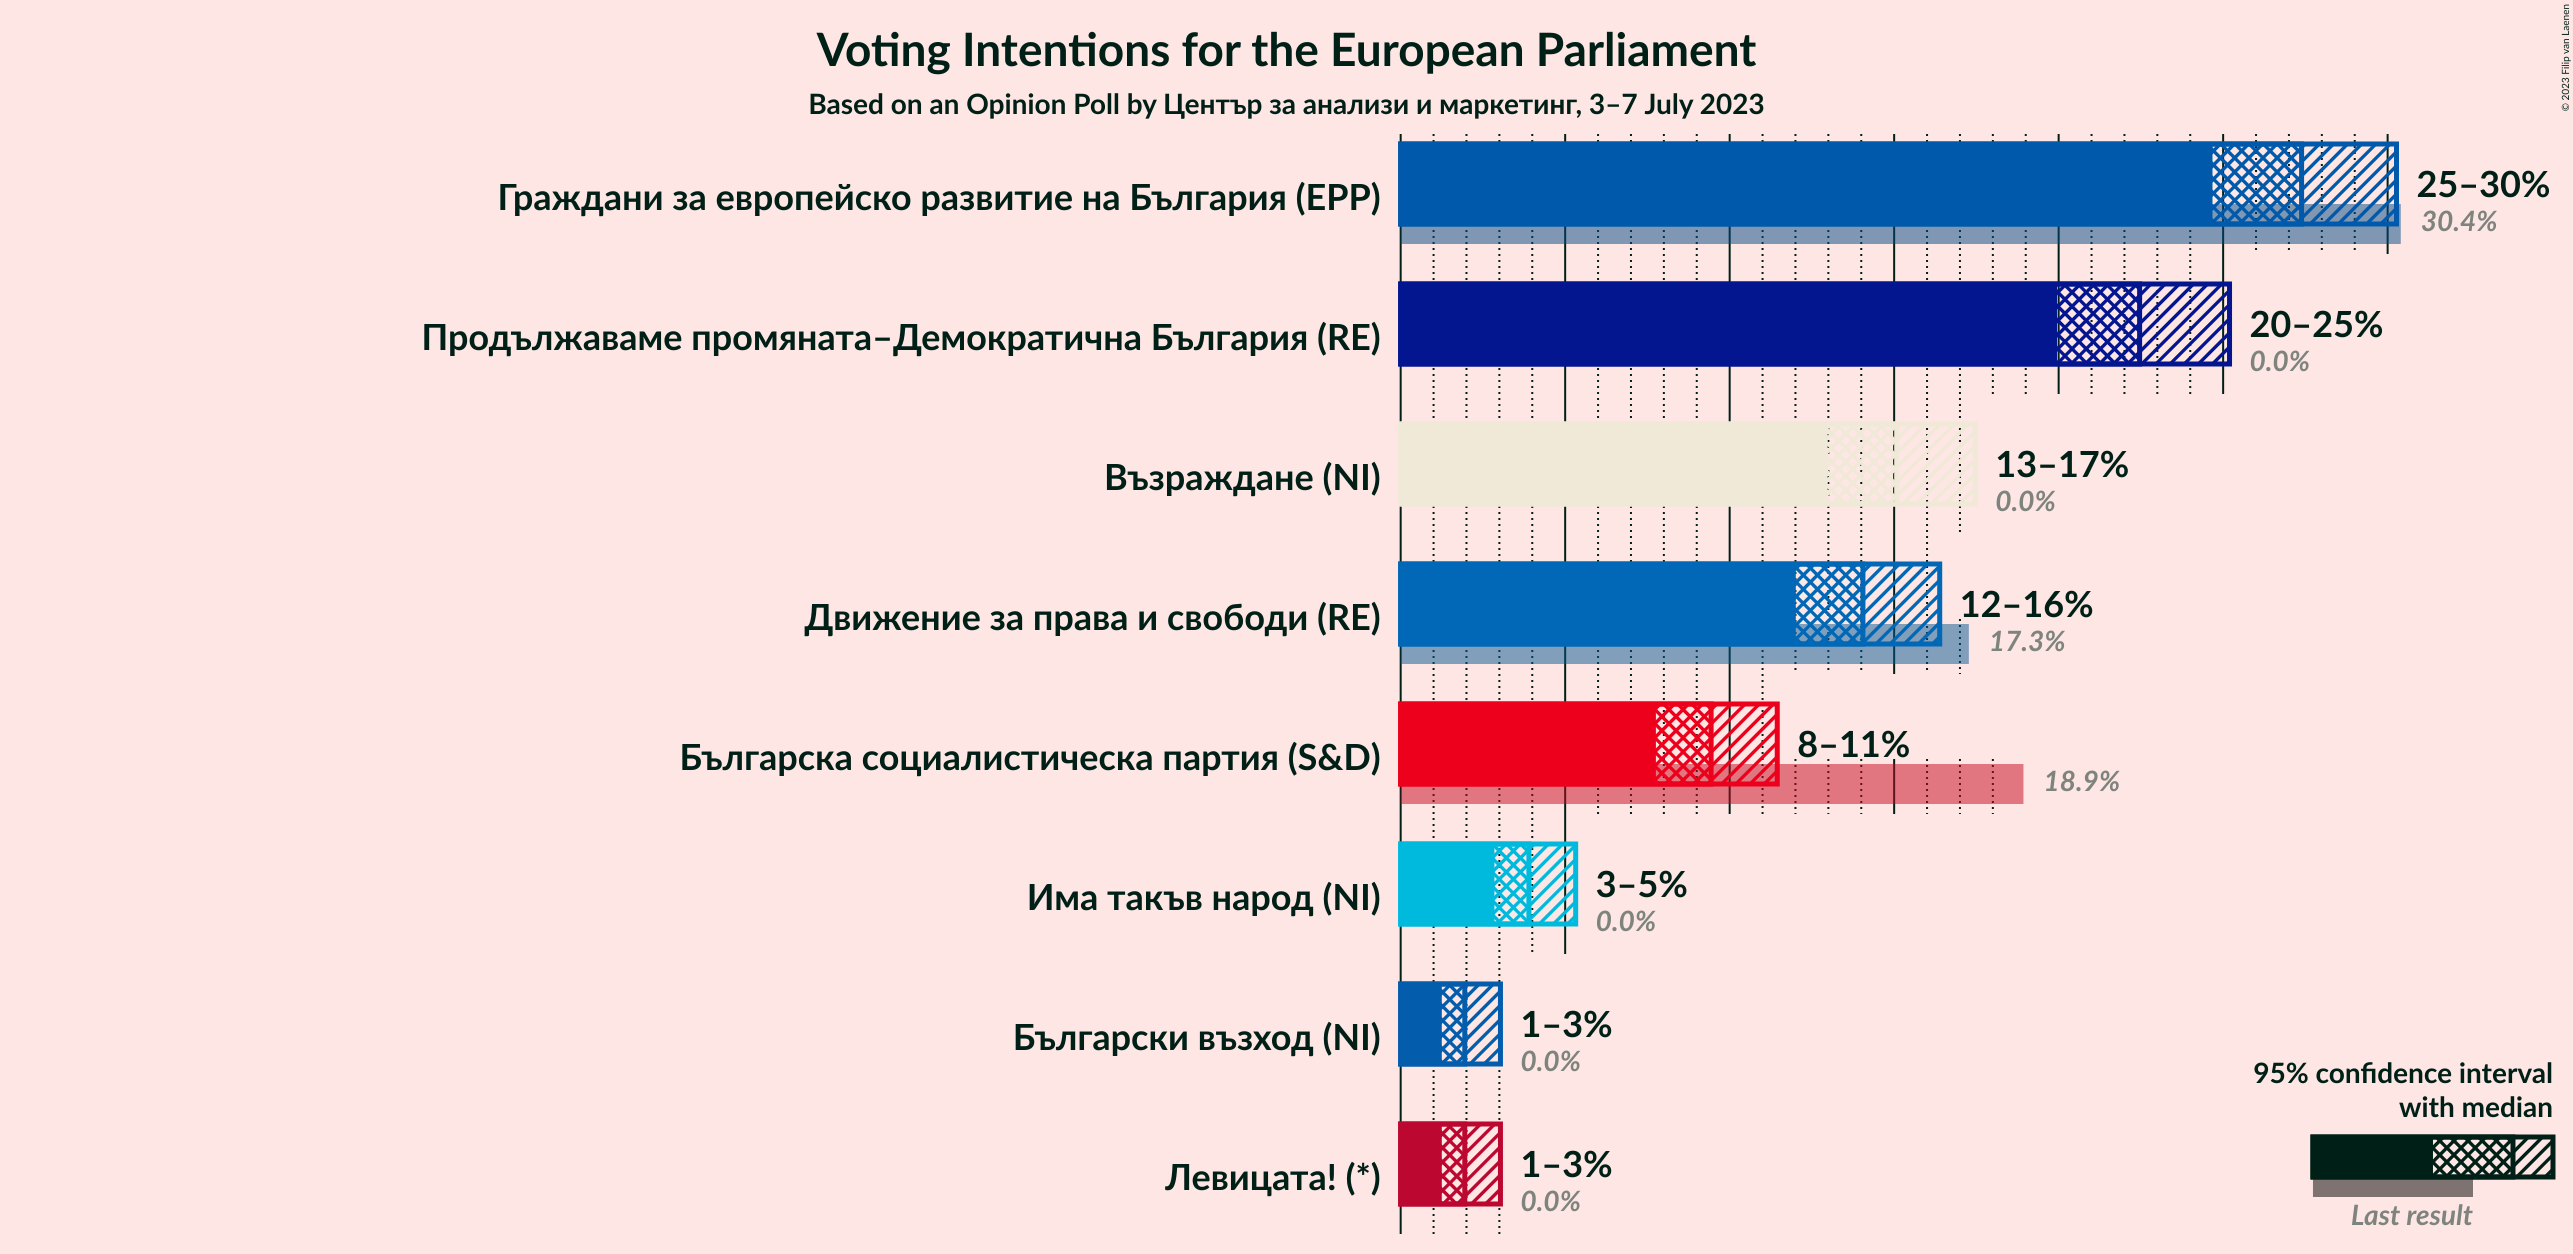 Voting Intentions for the European Parliament
Based on an Opinion Poll by Център за анализи и маркетинг, 3–7 July 2023
© 2023 Filip van Laenen
Граждани за европейско развитие на България (EPP)
25–30%
30.4%
Продължаваме промяната–Демократична България (RE)
20–25%
0.0%
Възраждане (NI)
13–17%
0.0%
Движение за права и свободи (RE)
12–16%
17.3%
Българска социалистическа партия (S&D)
8–11%
18.9%
Има такъв народ (NI)
3–5%
0.0%
Български възход (NI)
1–3%
0.0%
Левицата! (*)
1–3%
0.0%
95% confidence interval
with median
Last result